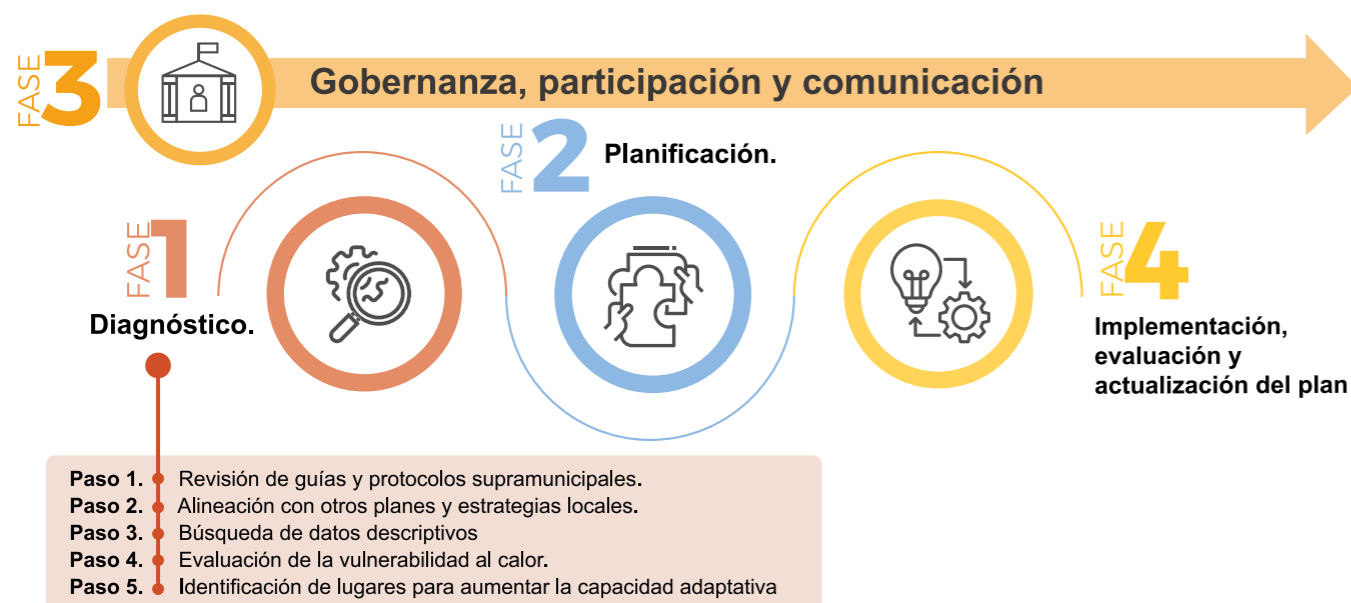 FASE 3
Gobernanza, participación y comunicación
FASE 2
Planificación.
FASE 1
Diagnóstico.
FASE 4
Implementación,
evaluación y
actualización del plan
Paso 1. Revisión de guías y protocolos supramunicipales.
Paso 2. Alineación con otros planes y estrategias locales.
Paso 3. Búsqueda de datos descriptivos
Paso 4. Evaluación de la vulnerabilidad al calor.
Paso 5. Identificación de lugares para aumentar la capacidad adaptativa